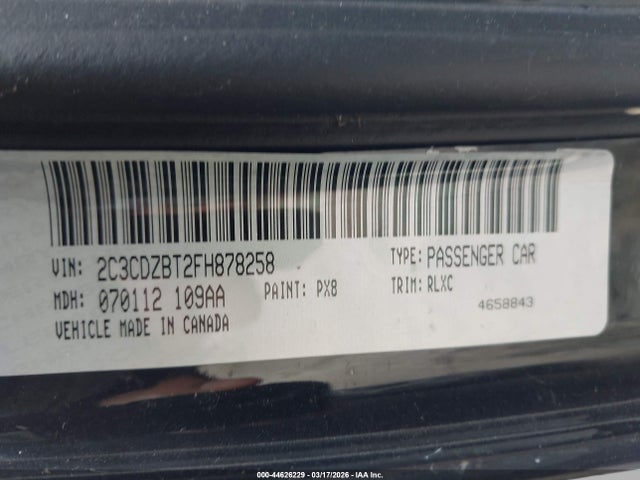 VIN: 2C3CDZBT2FH878258 TYPE: PASSENGER CAR
MDH: 070112 109AA PAINT: PX8 TRIM: RLXC
VEHICLE MADE IN CANADA 4658843
000-44626229 - 03/17/2026 - IAA Inc.